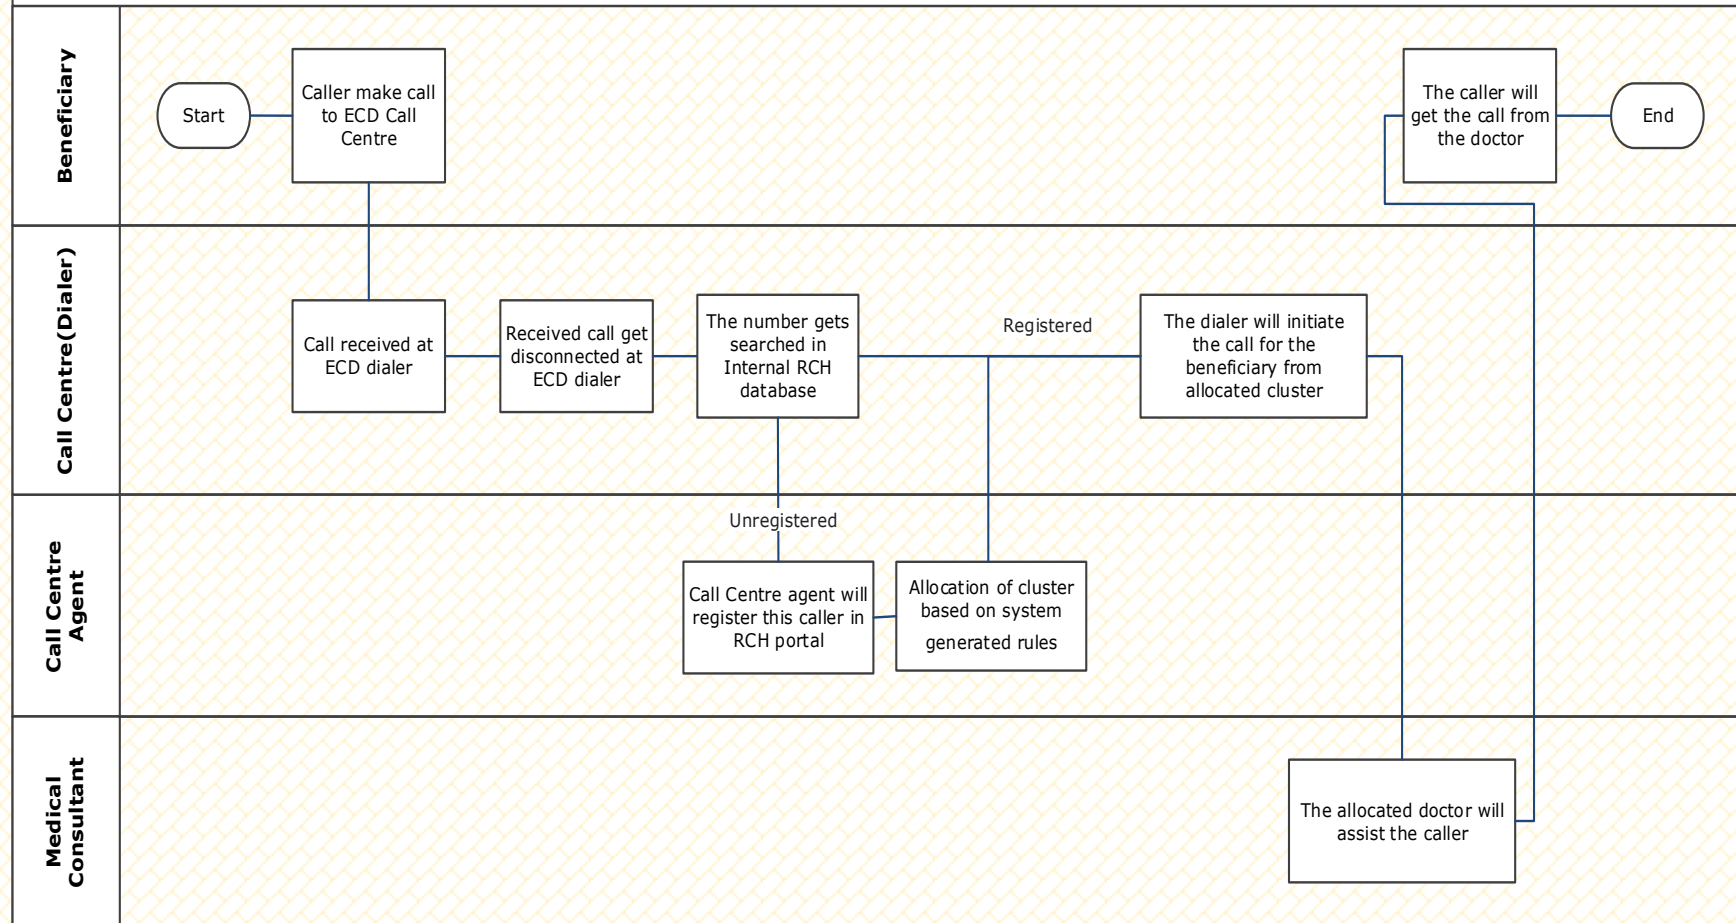 Beneficiary
Start
Caller make call
to ECD Call
Centre
The caller will
get the call from
the doctor
End
Call Centre(Dialer)
Call received at
ECD dialer
Received call get
disconnected at
ECD dialer
The number gets
searched in
Internal RCH
database
Registered
The dialer will initiate
the call for the
beneficiary from
allocated cluster
Call Centre
Agent
Unregistered
Call Centre agent will
register this caller in
RCH portal
Allocation of cluster
based on system
generated rules
Medical
Consultant
The allocated doctor will
assist the caller